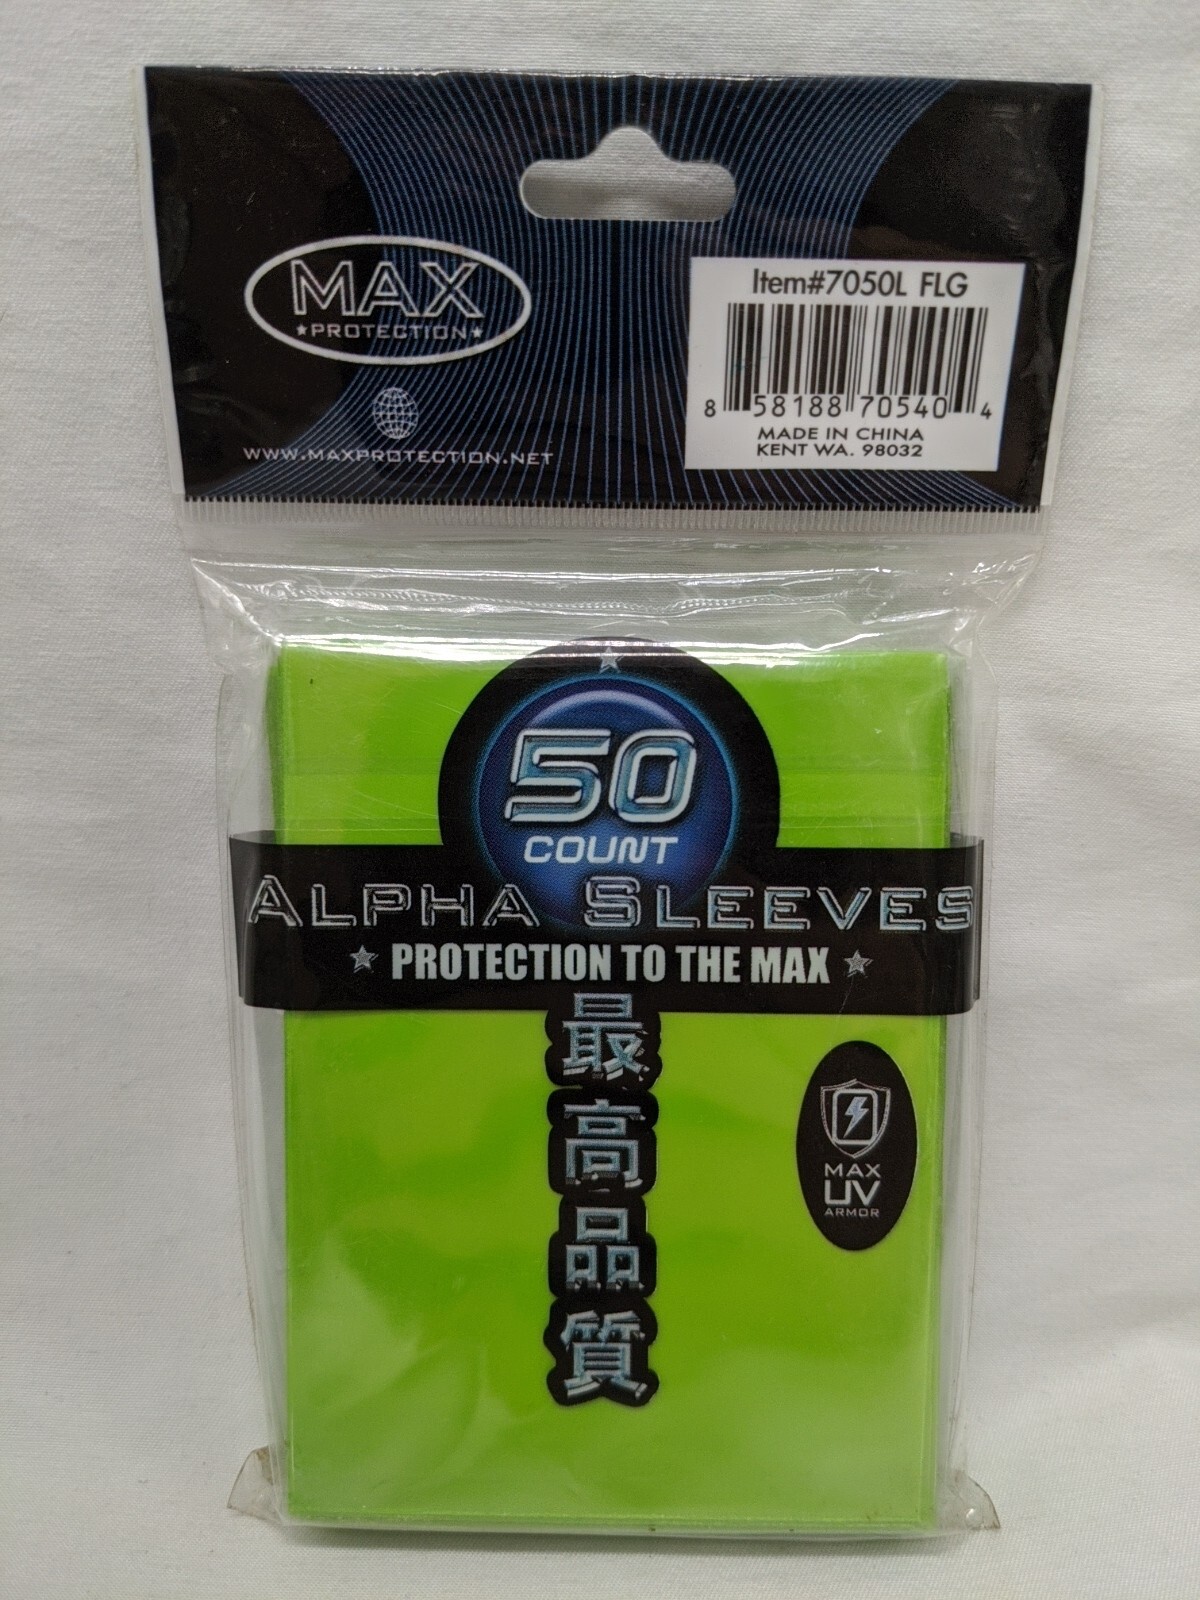 MAX
★PROTECTION★
WWW.MAXPROTECTION.NET
Item#7050L FLG
8 58188 70540 4
MADE IN CHINA
KENT WA. 98032
50
COUNT
ALPHA SLEEVES
★ PROTECTION TO THE MAX ★
最高品質
MAX
UV
ARMOR